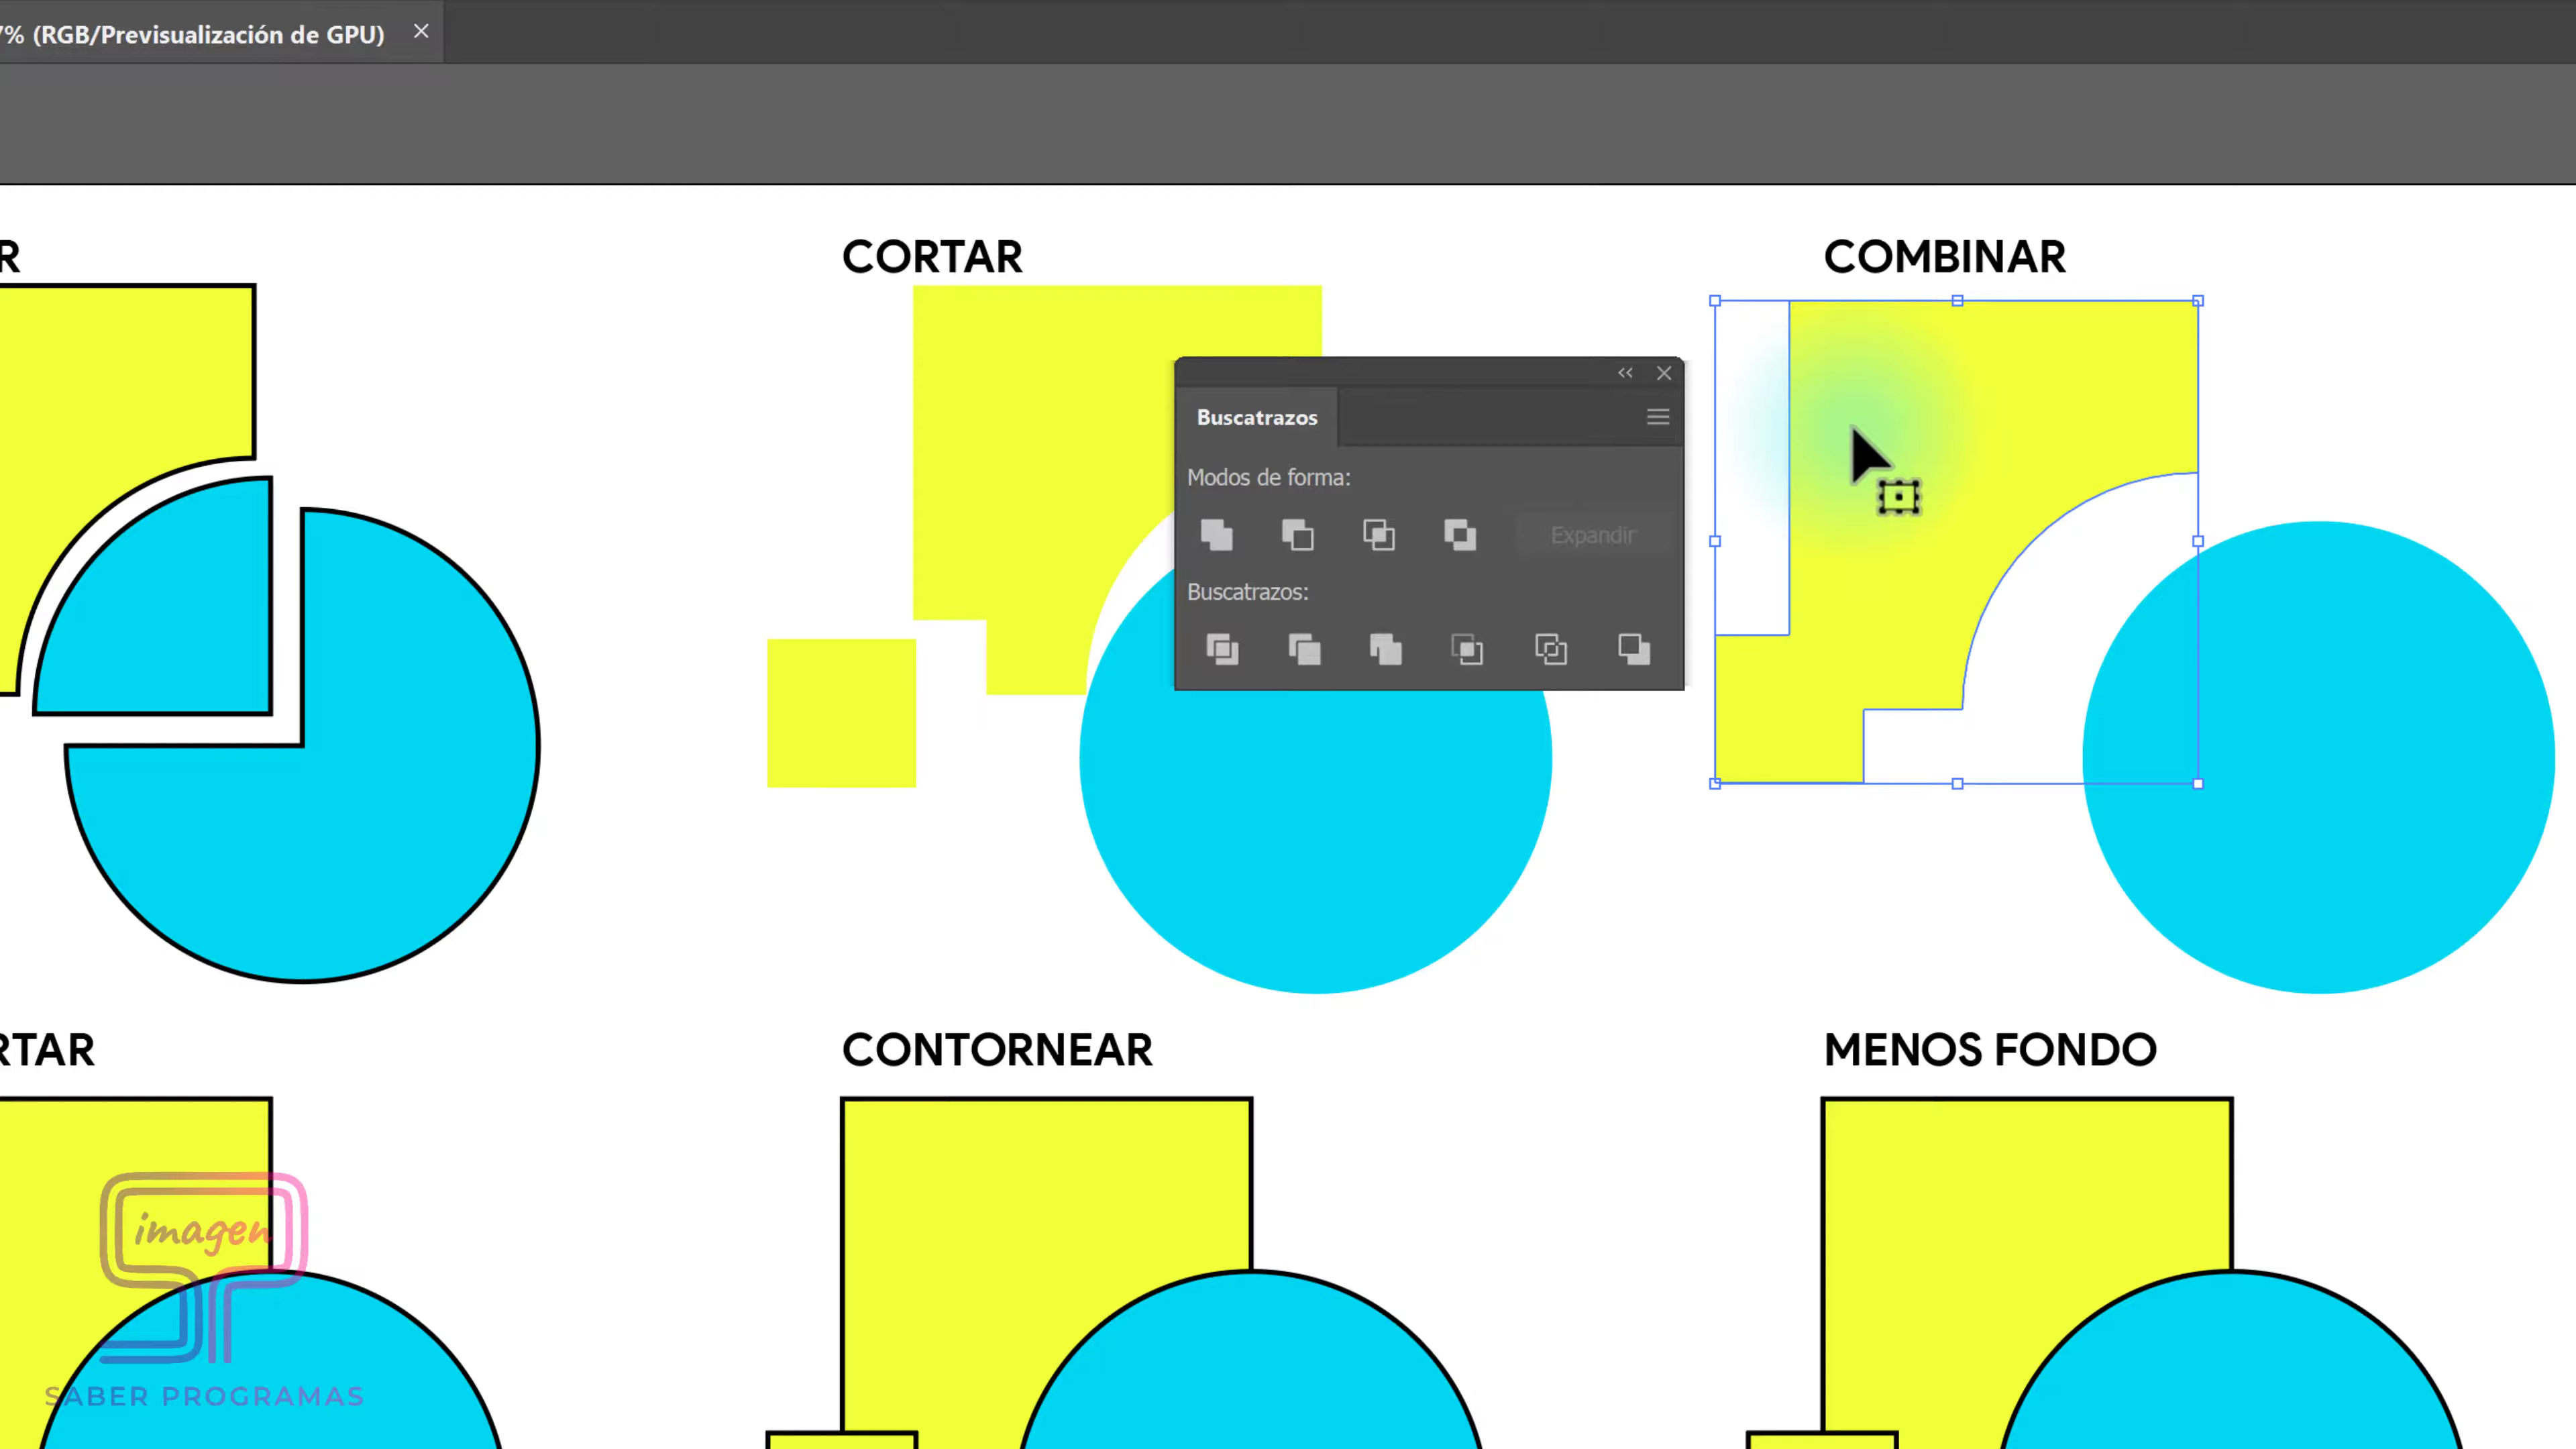 7% (RGB/Previsualización de GPU)
R
CORTAR
COMBINAR
Buscatrazos
Modos de forma:
Expandir
Buscatrazos:
RTAR
CONTORNEAR
MENOS FONDO
imagen
SABER PROGRAMAS